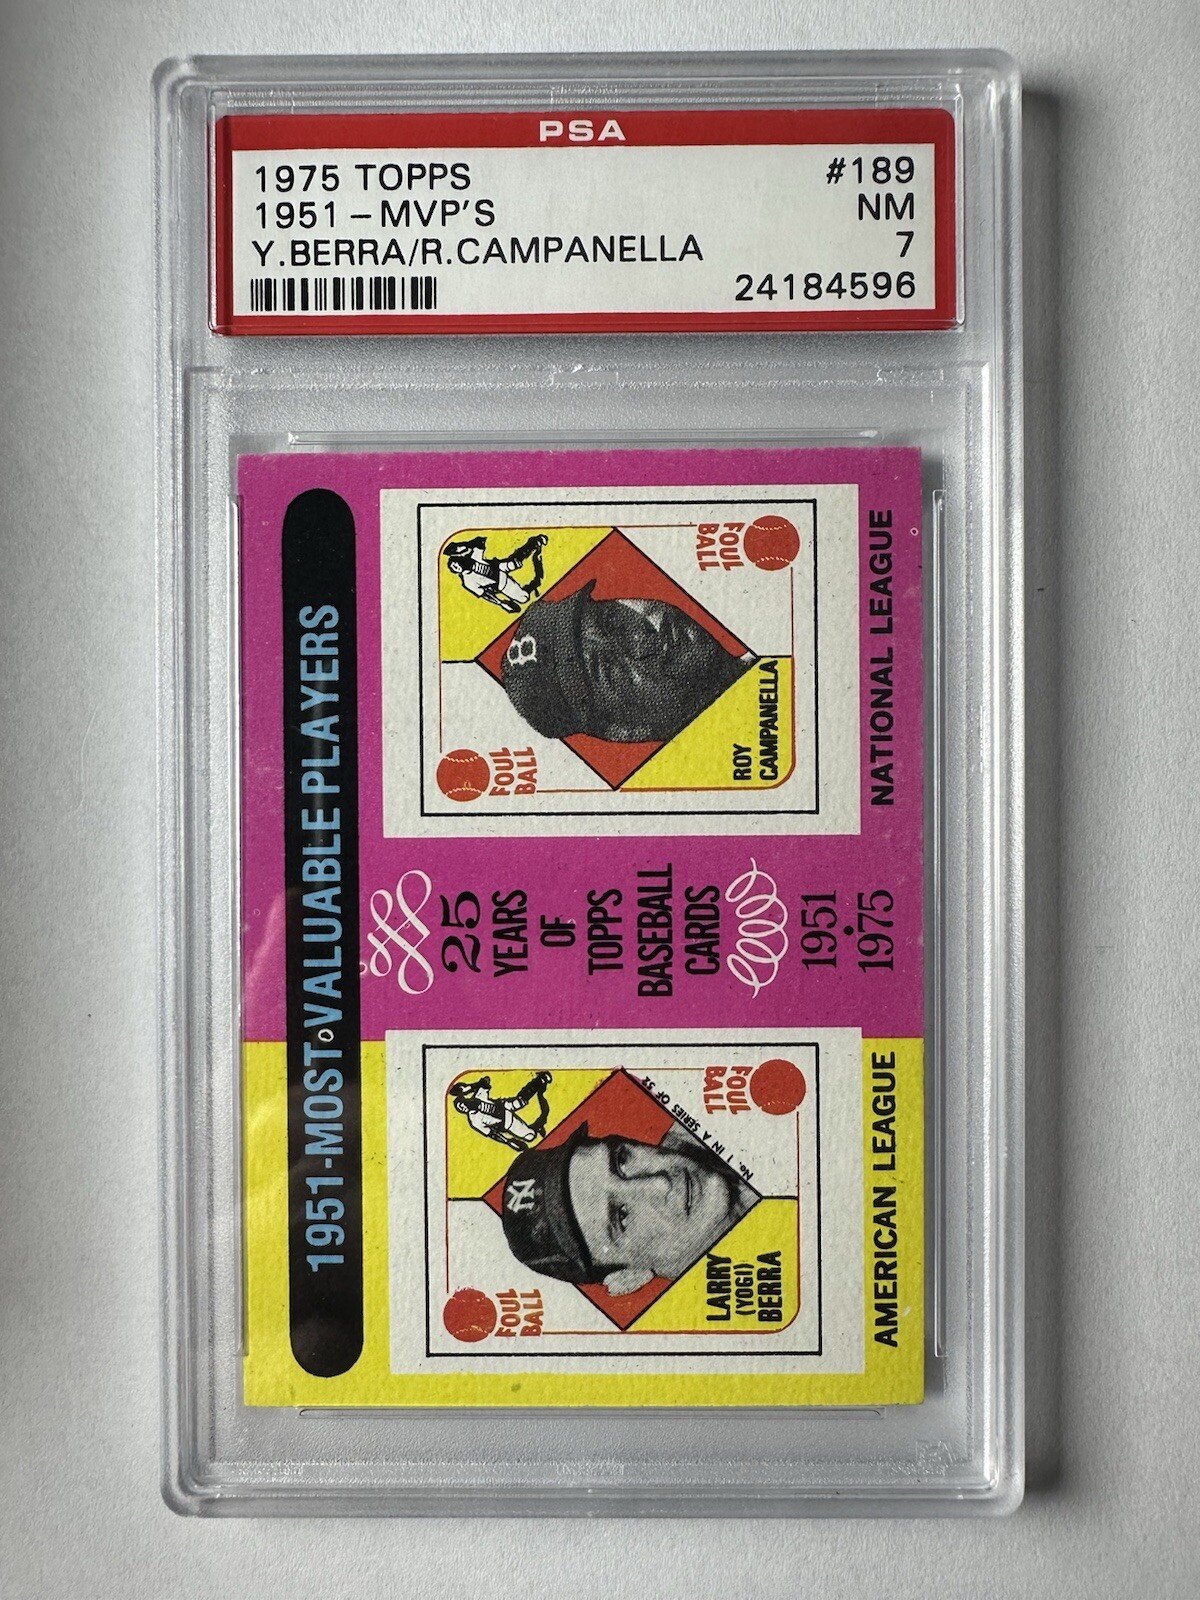 PSA
1975 TOPPS #189
1951-MVP'S NM
Y.BERRA/R.CAMPANELLA 7
24184596
1951-MOST VALUABLE PLAYERS
FOUL
BALL
No. 1 IN A SERIES OF 52
LARRY
(YOGI)
BERRA
FOUL
BALL
AMERICAN LEAGUE
25
YEARS
OF
TOPPS
BASEBALL
CARDS
1951
•
1975
FOUL
BALL
B
ROY
CAMPANELLA
FOUL
BALL
NATIONAL LEAGUE
NY